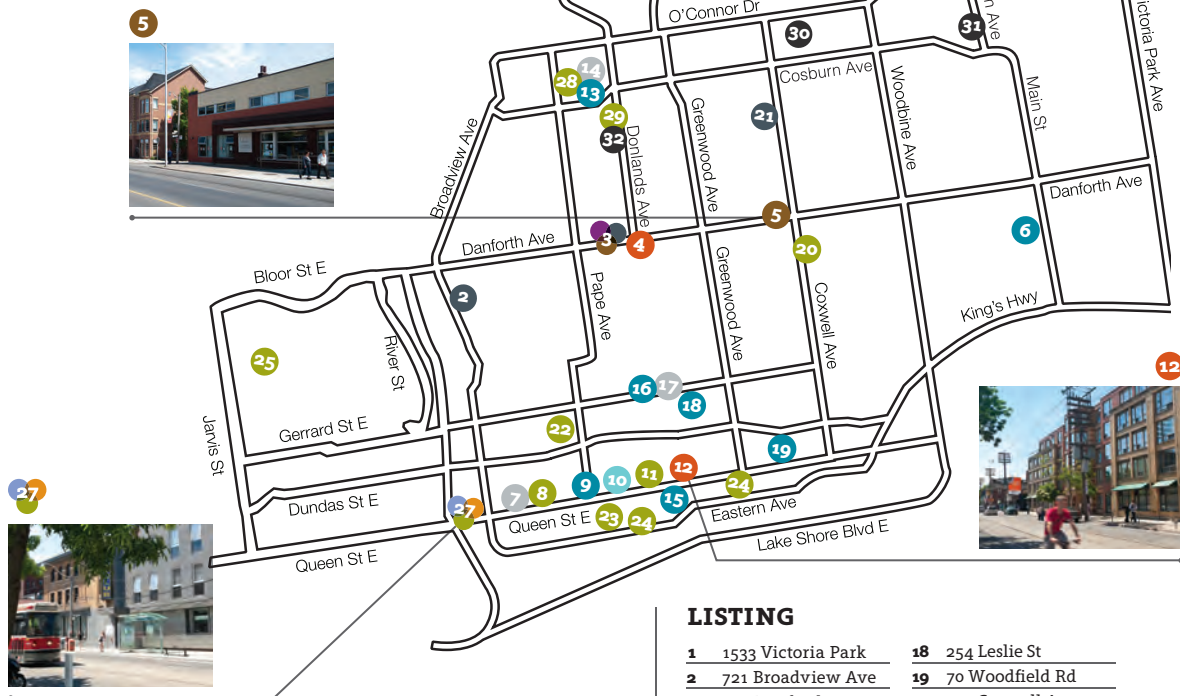 5
O'Connor Dr
30
31
n Ave
ictoria Park Ave
Cosburn Ave
14
28
13
29
32
21
Main St
Woodbine Ave
Greenwood Ave
Donlands Ave
Broadview Ave
Danforth Ave
5
6
3
4
20
Danforth Ave
Bloor St E
2
Pape Ave
Greenwood Ave
Coxwell Ave
King's Hwy
25
River St
12
16
17
18
Jarvis St
Gerrard St E
22
19
27
9
10
11
12
7
8
24
15
Dundas St E
27
Queen St E
23
24
Eastern Ave
Lake Shore Blvd E
Queen St E
LISTING
1 1533 Victoria Park
2 721 Broadview Ave
18 254 Leslie St
19 70 Woodfield Rd